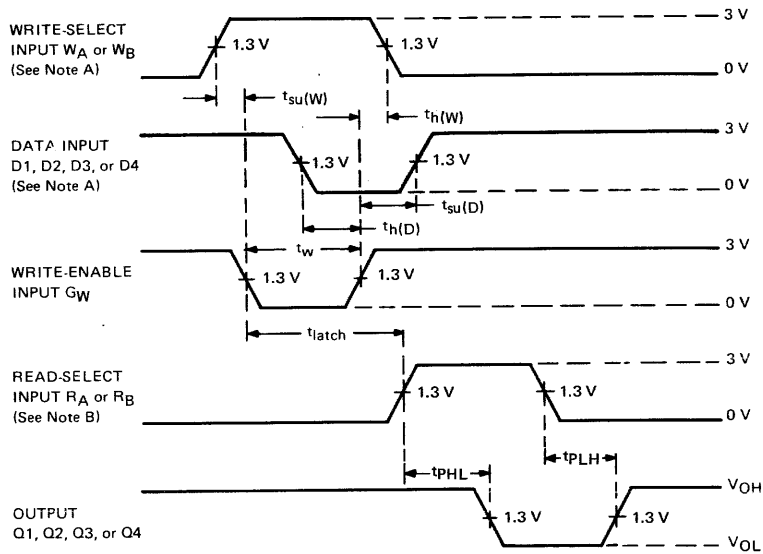 WRITE-SELECT
INPUT WA or WB
(See Note A)
1.3 V
1.3 V
3 V
0 V
tsu(W)
th(W)
DATA INPUT
D1, D2, D3, or D4
(See Note A)
1.3 V
1.3 V
3 V
0 V
th(D)
tsu(D)
WRITE-ENABLE
INPUT GW
tw
1.3 V
1.3 V
3 V
0 V
tlatch
READ-SELECT
INPUT RA or RB
(See Note B)
1.3 V
1.3 V
3 V
0 V
tPHL
tPLH
OUTPUT
Q1, Q2, Q3, or Q4
1.3 V
1.3 V
VOH
VOL